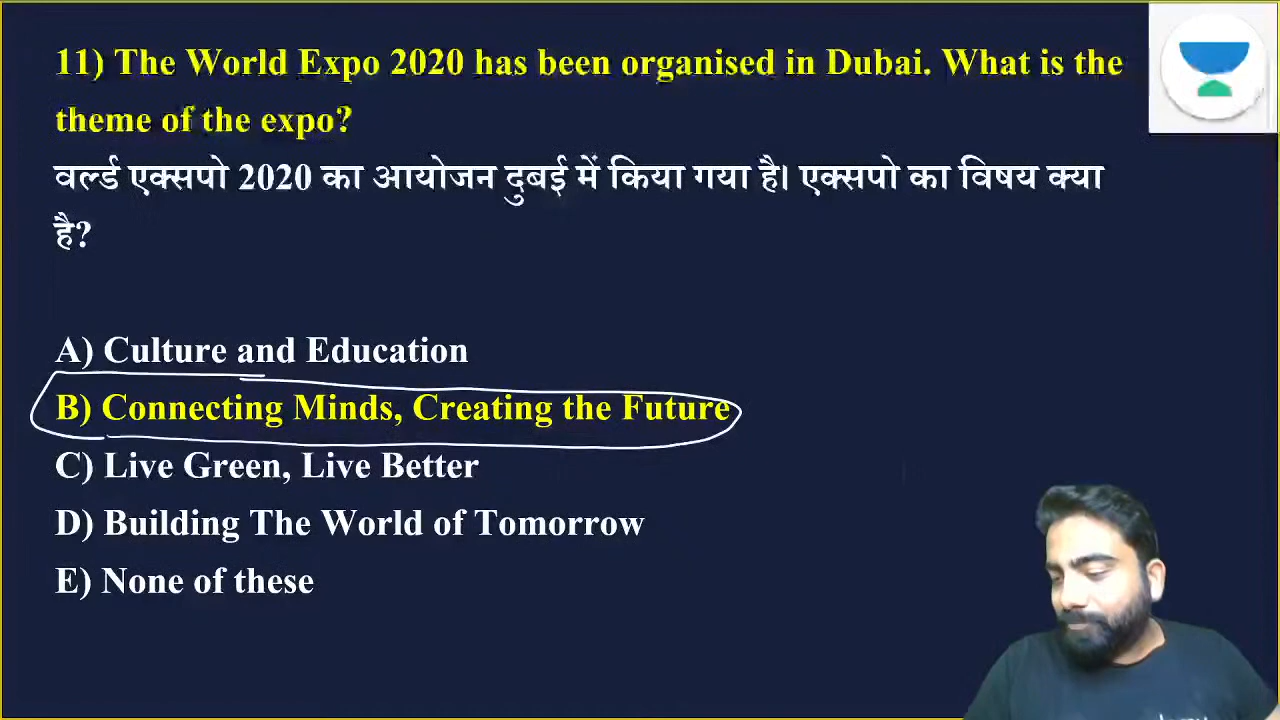 11) The World Expo 2020 has been organised in Dubai. What is the
theme of the expo?
वर्ल्ड एक्सपो 2020 का आयोजन दुबई में किया गया है। एक्सपो का विषय क्या
है?
A) Culture and Education
B) Connecting Minds, Creating the Future
C) Live Green, Live Better
D) Building The World of Tomorrow
E) None of these